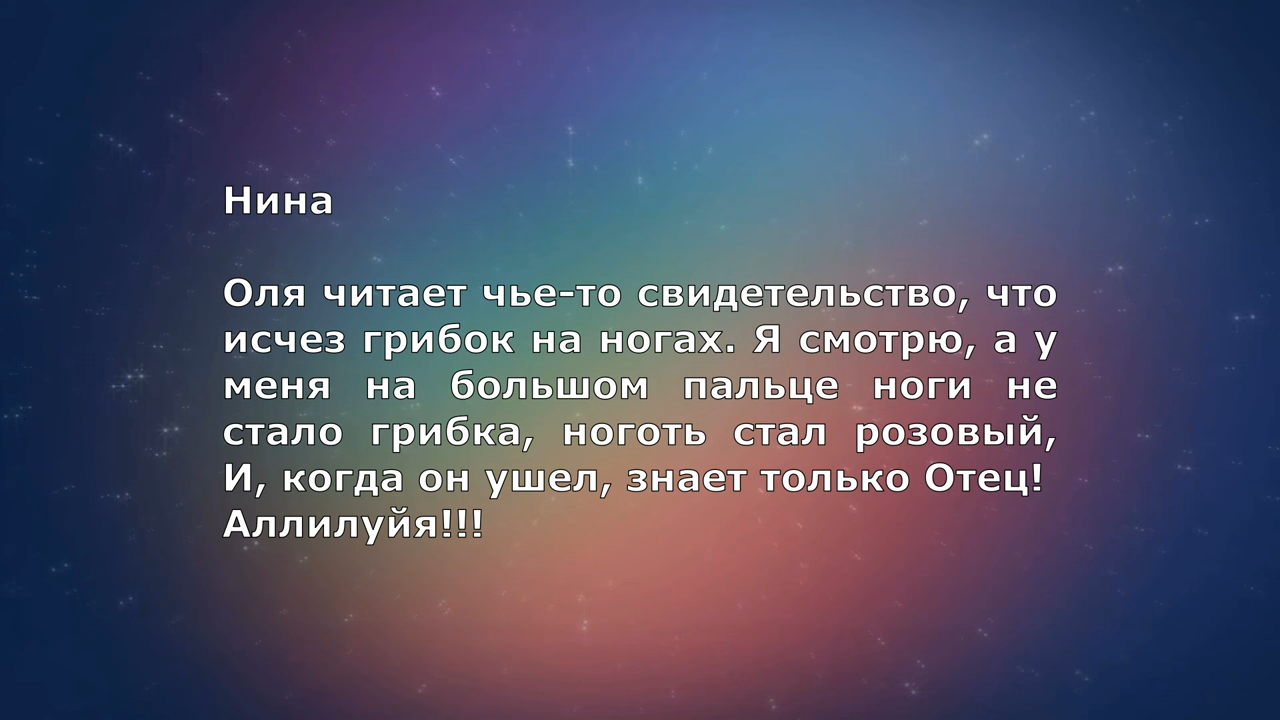 Нина
Оля читает чье-то свидетельство, что
исчез грибок на ногах. Я смотрю, а у
меня на большом пальце ноги не
стало грибка, ноготь стал розовый,
И, когда он ушел, знает только Отец!
Аллилуйя!!!